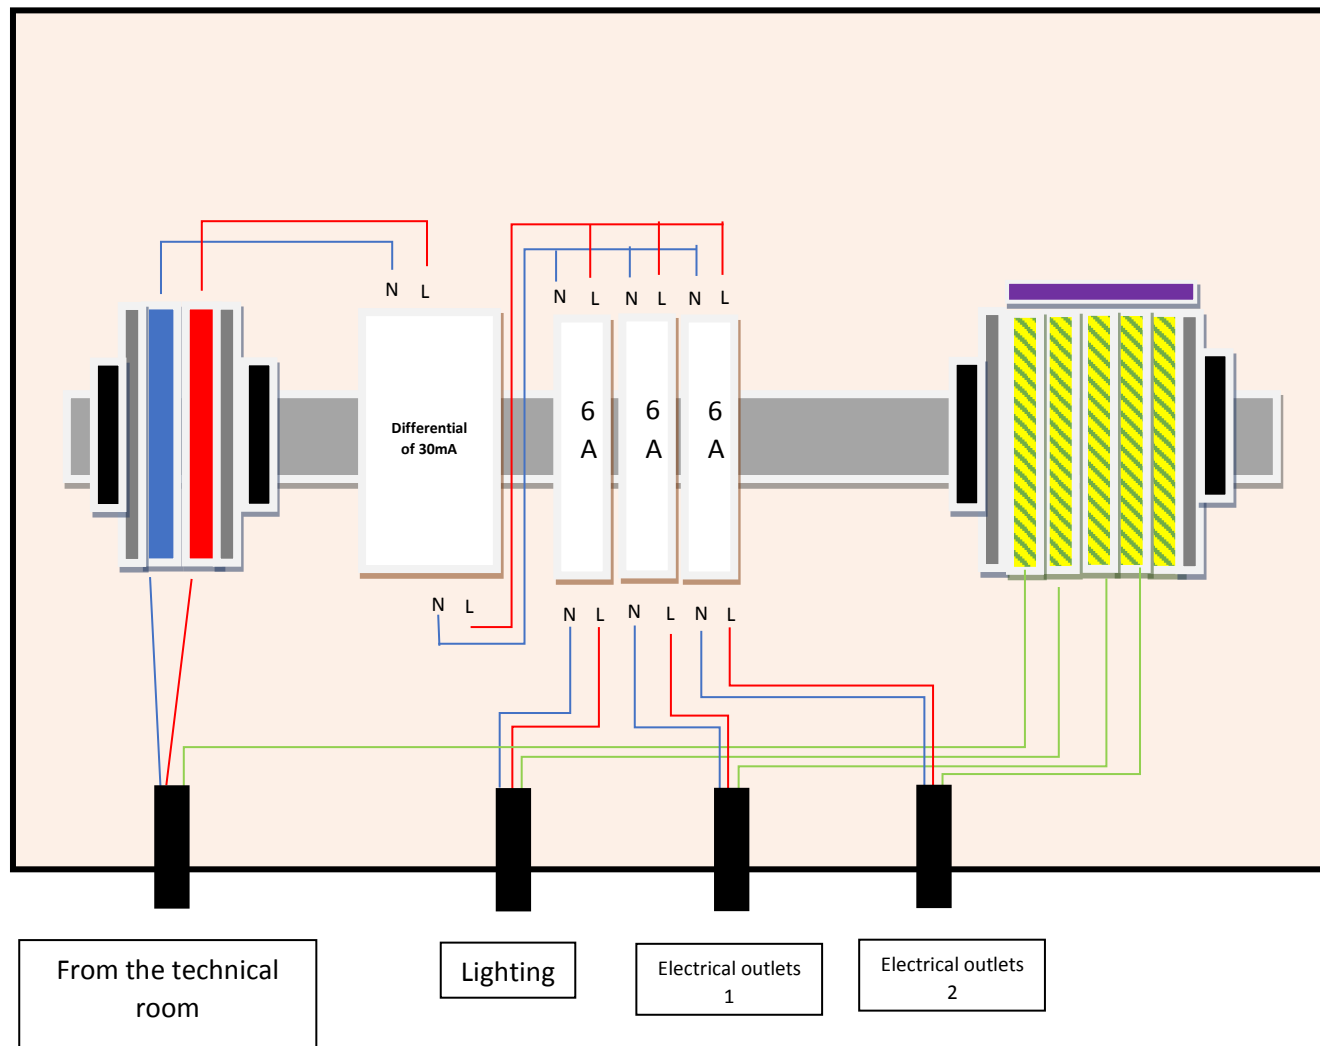 N L
N L N L N L
Differential
of 30mA
6
A
6
A
6
A
N L
N L N L N L
From the technical
room
Lighting
Electrical outlets
1
Electrical outlets
2